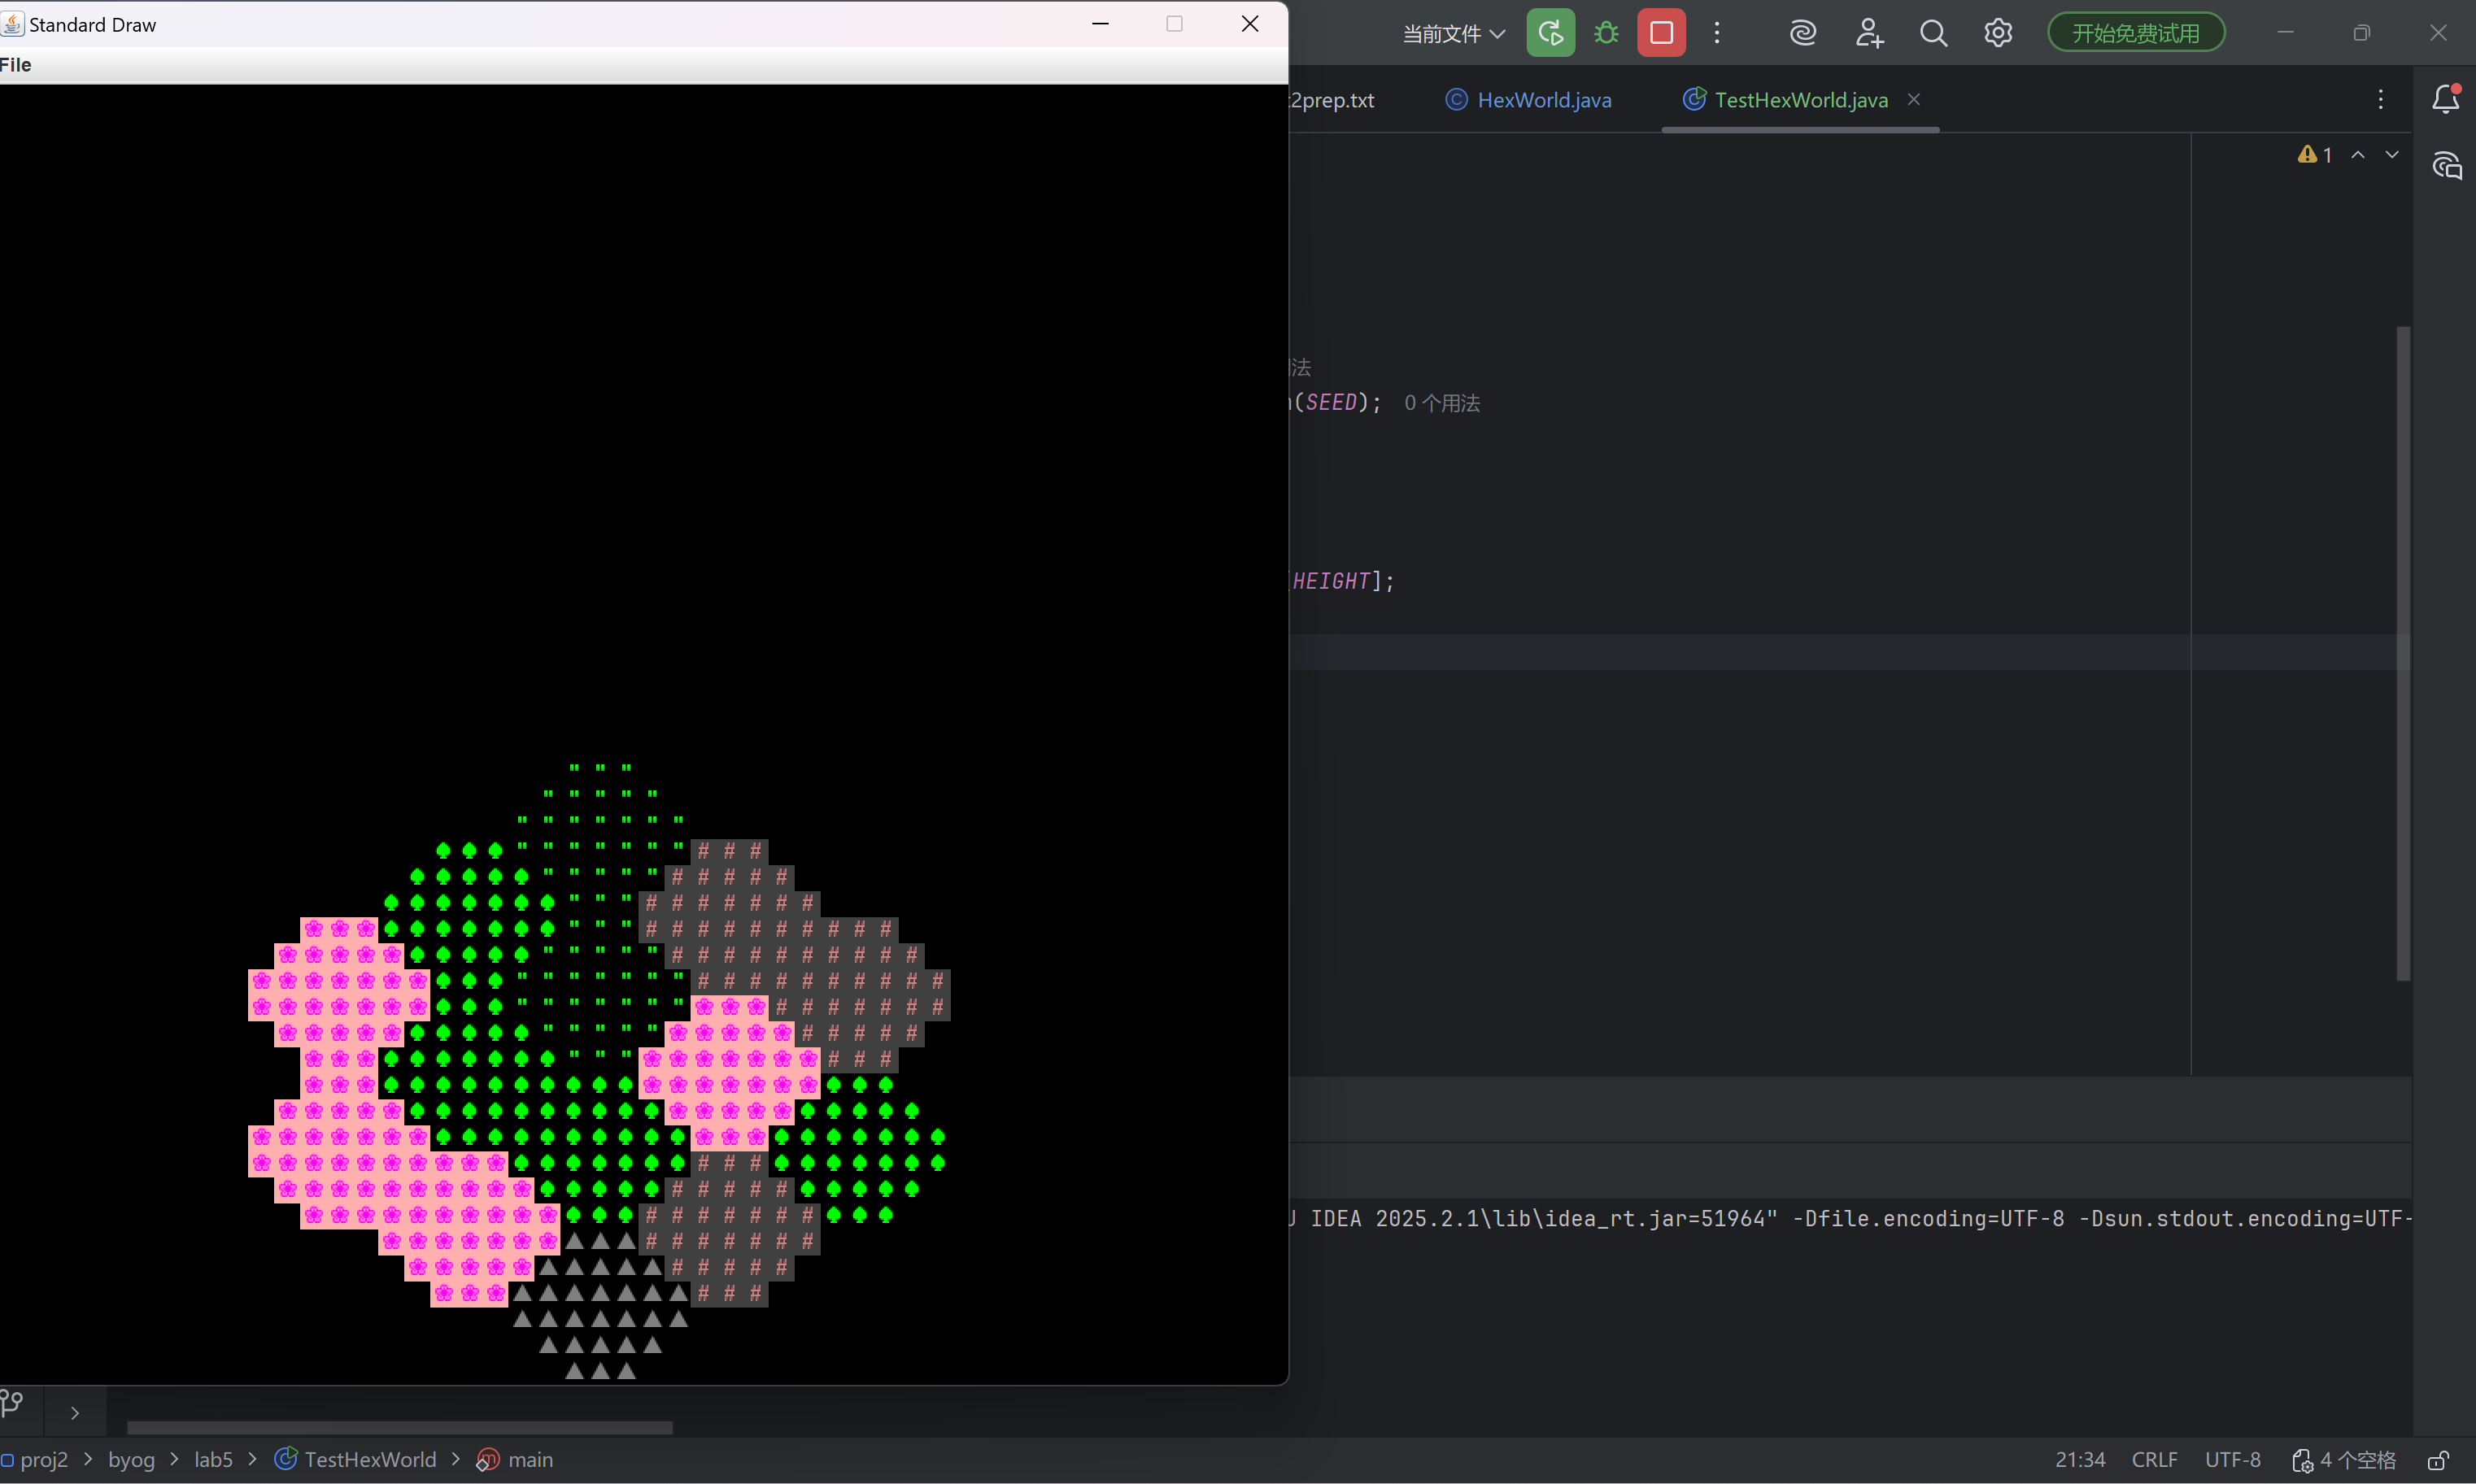 Standard Draw
File
当前文件
开始免费试用
2prep.txt
HexWorld.java
TestHexWorld.java
1
法
(SEED); 0 个用法
HEIGHT];
" " "
" " " " "
" " " " " " "
" " " " " " " # # #
" " " " " # # # # #
" " " # # # # # # #
" " " # # # # # # # # # #
" " " " " # # # # # # # # # #
" " " " " " " # # # # # # # # # #
" " " " " " " # # # # # # #
" " " " " # # # # #
" " " # # #
# # #
# # # # #
# # # # # # #
# # # # # # #
# # # # #
# # #
IDEA 2025.2.1\lib\idea_rt.jar=51964" -Dfile.encoding=UTF-8 -Dsun.stdout.encoding=UTF-
proj2 > byog > lab5 > TestHexWorld > main
21:34 CRLF UTF-8 4 个空格